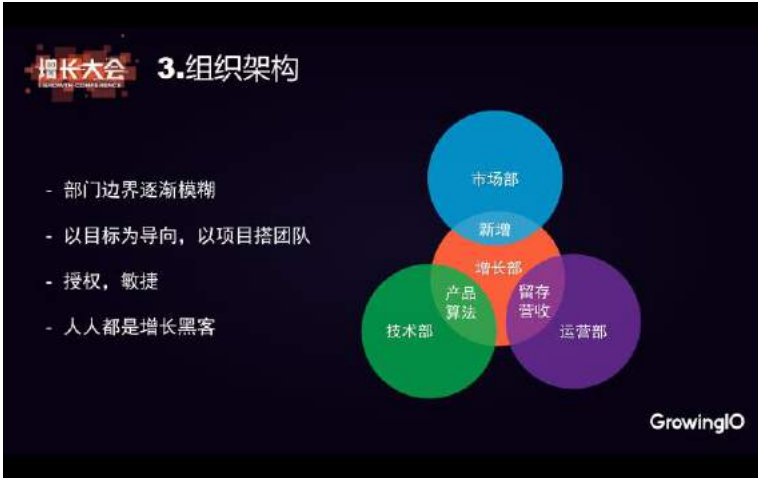 增长大会
GROWTH CONFERENCE
3.组织架构
- 部门边界逐渐模糊
- 以目标为导向，以项目搭团队
- 授权，敏捷
- 人人都是增长黑客
市场部
新增
增长部
产品
算法
留存
营收
技术部
运营部
GrowingIO